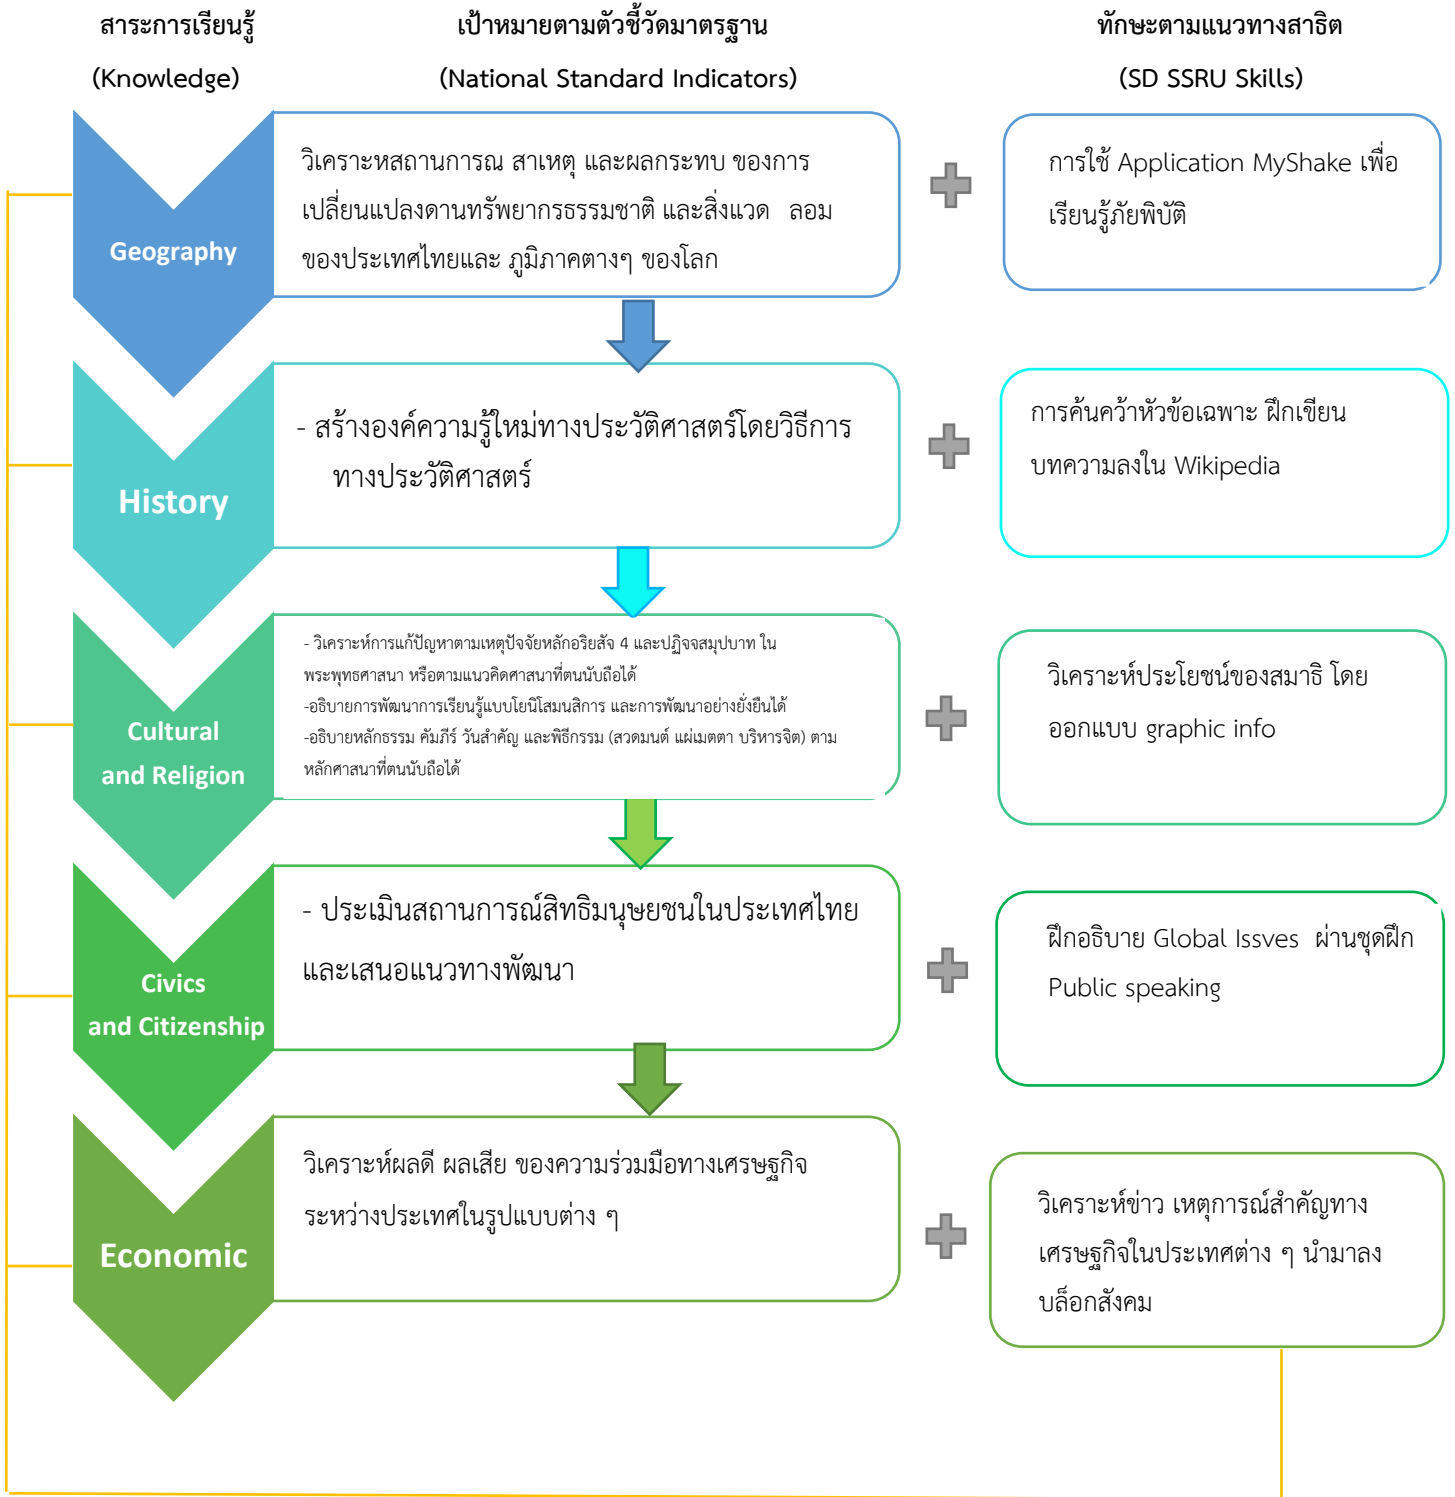 สาระการเรียนรู้
(Knowledge)
เป้าหมายตามตัวชี้วัดมาตรฐาน
(National Standard Indicators)
ทักษะตามแนวทางสาธิต
(SD SSRU Skills)
Geography
วิเคราะหสถานการณ สาเหตุ และผลกระทบ ของการ
เปลี่ยนแปลงดานทรัพยากรธรรมชาติ และสิ่งแวด ลอม
ของประเทศไทยและ ภูมิภาคตางๆ ของโลก
การใช้ Application MyShake เพื่อ
เรียนรู้ภัยพิบัติ
History
- สร้างองค์ความรู้ใหม่ทางประวัติศาสตร์โดยวิธีการ
ทางประวัติศาสตร์
การค้นคว้าหัวข้อเฉพาะ ฝึกเขียน
บทความลงใน Wikipedia
Cultural
and Religion
- วิเคราะห์การแก้ปัญหาตามเหตุปัจจัยหลักอริยสัจ 4 และปฏิจจสมุปบาท ใน
พระพุทธศาสนา หรือตามแนวคิดศาสนาที่ตนนับถือได้
-อธิบายการพัฒนาการเรียนรู้แบบโยนิโสมนสิการ และการพัฒนาอย่างยั่งยืนได้
-อธิบายหลักธรรม คัมภีร์ วันสำคัญ และพิธีกรรม (สวดมนต์ แผ่เมตตา บริหารจิต) ตาม
หลักศาสนาที่ตนนับถือได้
วิเคราะห์ประโยชน์ของสมาธิ โดย
ออกแบบ graphic info
Civics
and Citizenship
- ประเมินสถานการณ์สิทธิมนุษยชนในประเทศไทย
และเสนอแนวทางพัฒนา
ฝึกอธิบาย Global Issves ผ่านชุดฝึก
Public speaking
Economic
วิเคราะห์ผลดี ผลเสีย ของความร่วมมือทางเศรษฐกิจ
ระหว่างประเทศในรูปแบบต่าง ๆ
วิเคราะห์ข่าว เหตุการณ์สำคัญทาง
เศรษฐกิจในประเทศต่าง ๆ นำมาลง
บล็อกสังคม